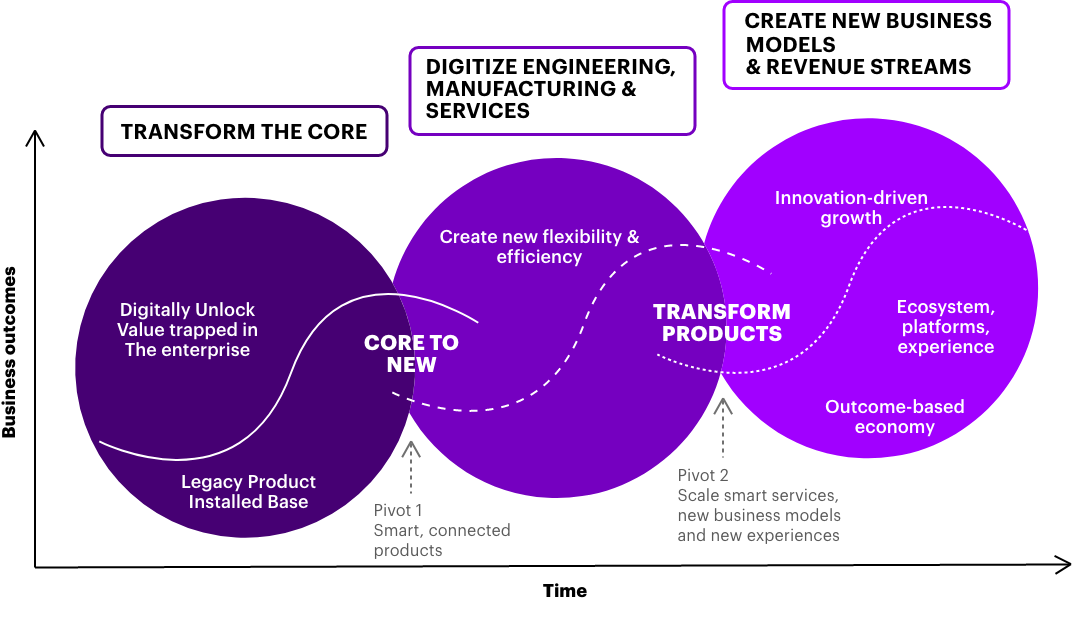 CREATE NEW BUSINESS
MODELS
& REVENUE STREAMS
DIGITIZE ENGINEERING,
MANUFACTURING &
SERVICES
TRANSFORM THE CORE
Business outcomes
Digitally Unlock
Value trapped in
The enterprise
Legacy Product
Installed Base
CORE TO
NEW
Create new flexibility &
efficiency
TRANSFORM
PRODUCTS
Innovation-driven
growth
Ecosystem,
platforms,
experience
Outcome-based
economy
Pivot 1
Smart, connected
products
Pivot 2
Scale smart services,
new business models
and new experiences
Time